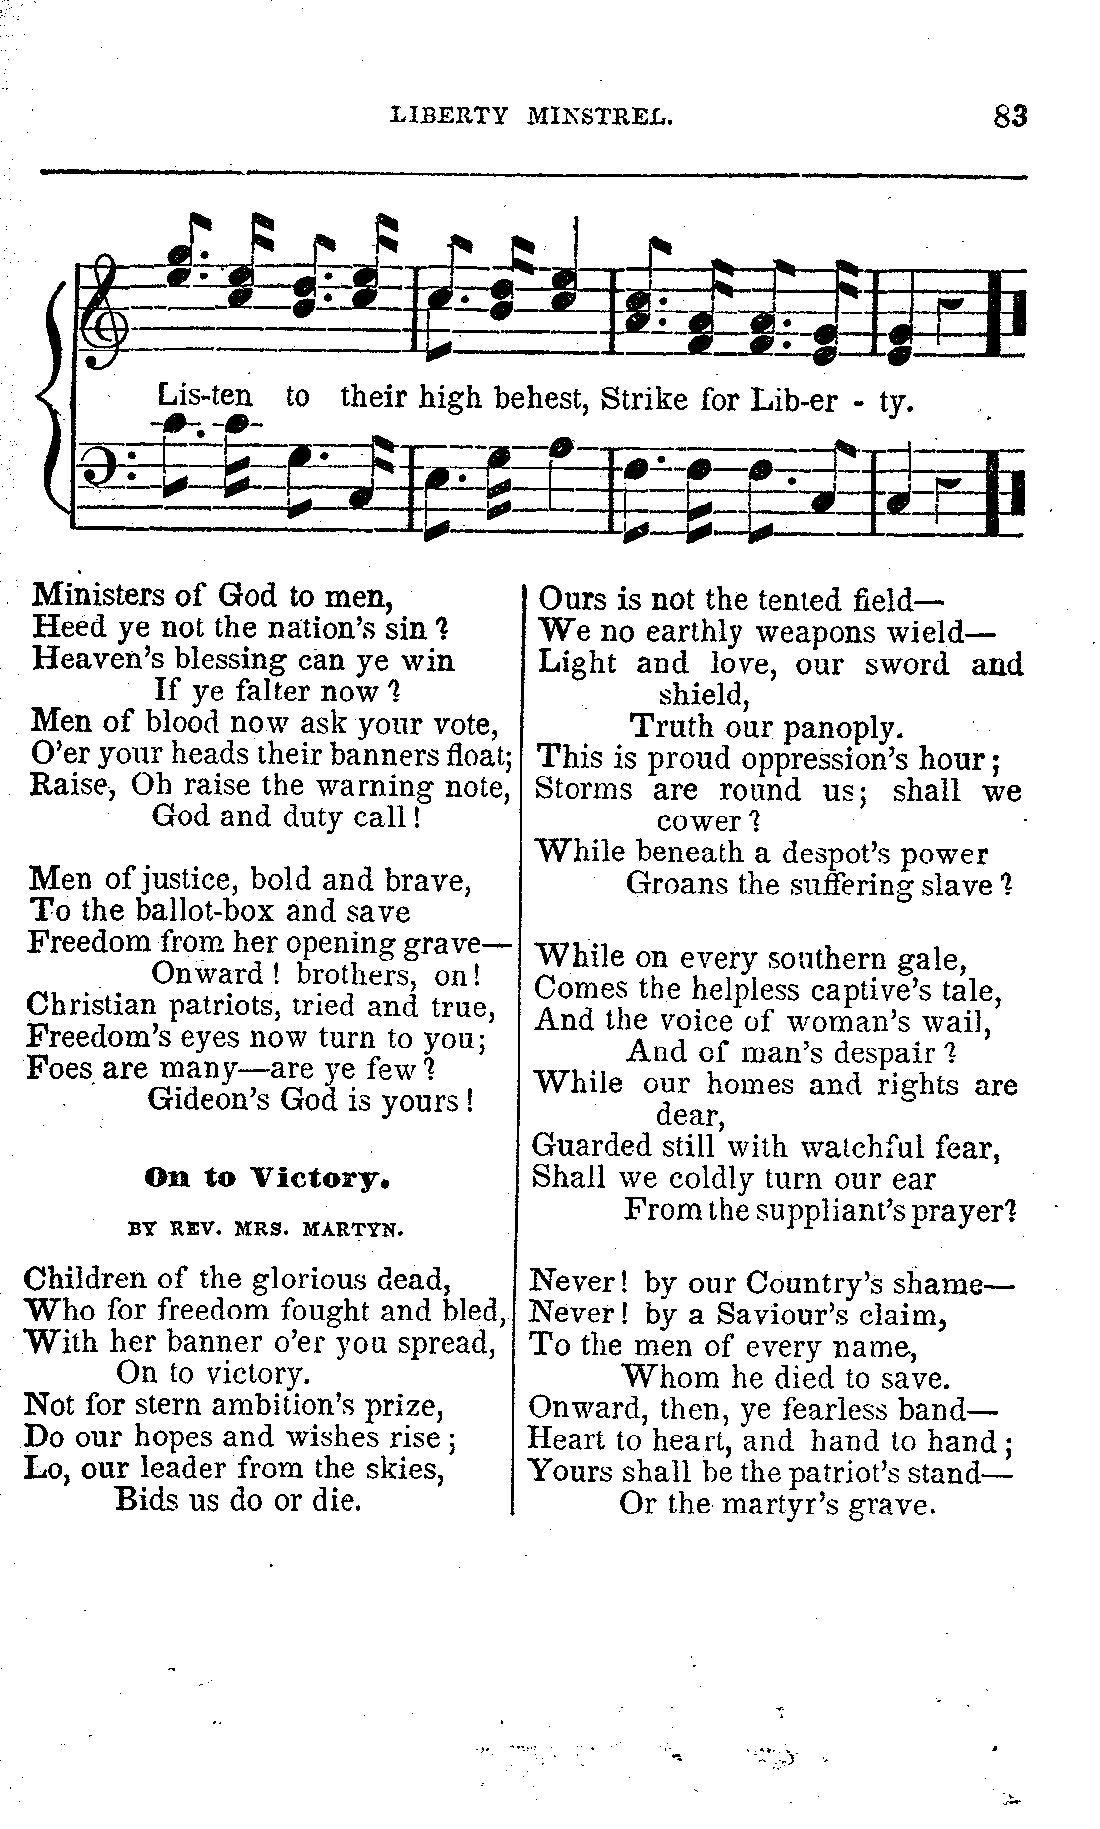 LIBERTY MINSTREL. 83
Lis-ten to their high behest, Strike for Lib-er - ty.
Ministers of God to men,
Heed ye not the nation's sin?
Heaven's blessing can ye win
If ye falter now?
Men of blood now ask your vote,
O'er your heads their banners float;
Raise, Oh raise the warning note,
God and duty call!
Men of justice, bold and brave,
To the ballot-box and save
Freedom from her opening grave—
Onward! brothers, on!
Christian patriots, tried and true,
Freedom's eyes now turn to you;
Foes are many—are ye few?
Gideon's God is yours!
On to Victory.
BY REV. MRS. MARTYN.
Children of the glorious dead,
Who for freedom fought and bled,
With her banner o'er you spread,
On to victory.
Not for stern ambition's prize,
Do our hopes and wishes rise;
Lo, our leader from the skies,
Bids us do or die.
Ours is not the tented field—
We no earthly weapons wield—
Light and love, our sword and
shield,
Truth our panoply.
This is proud oppression's hour;
Storms are round us; shall we
cower?
While beneath a despot's power
Groans the suffering slave?
While on every southern gale,
Comes the helpless captive's tale,
And the voice of woman's wail,
And of man's despair?
While our homes and rights are
dear,
Guarded still with watchful fear,
Shall we coldly turn our ear
From the suppliant's prayer?
Never! by our Country's shame—
Never! by a Saviour's claim,
To the men of every name,
Whom he died to save.
Onward, then, ye fearless band—
Heart to heart, and hand to hand;
Yours shall be the patriot's stand—
Or the martyr's grave.